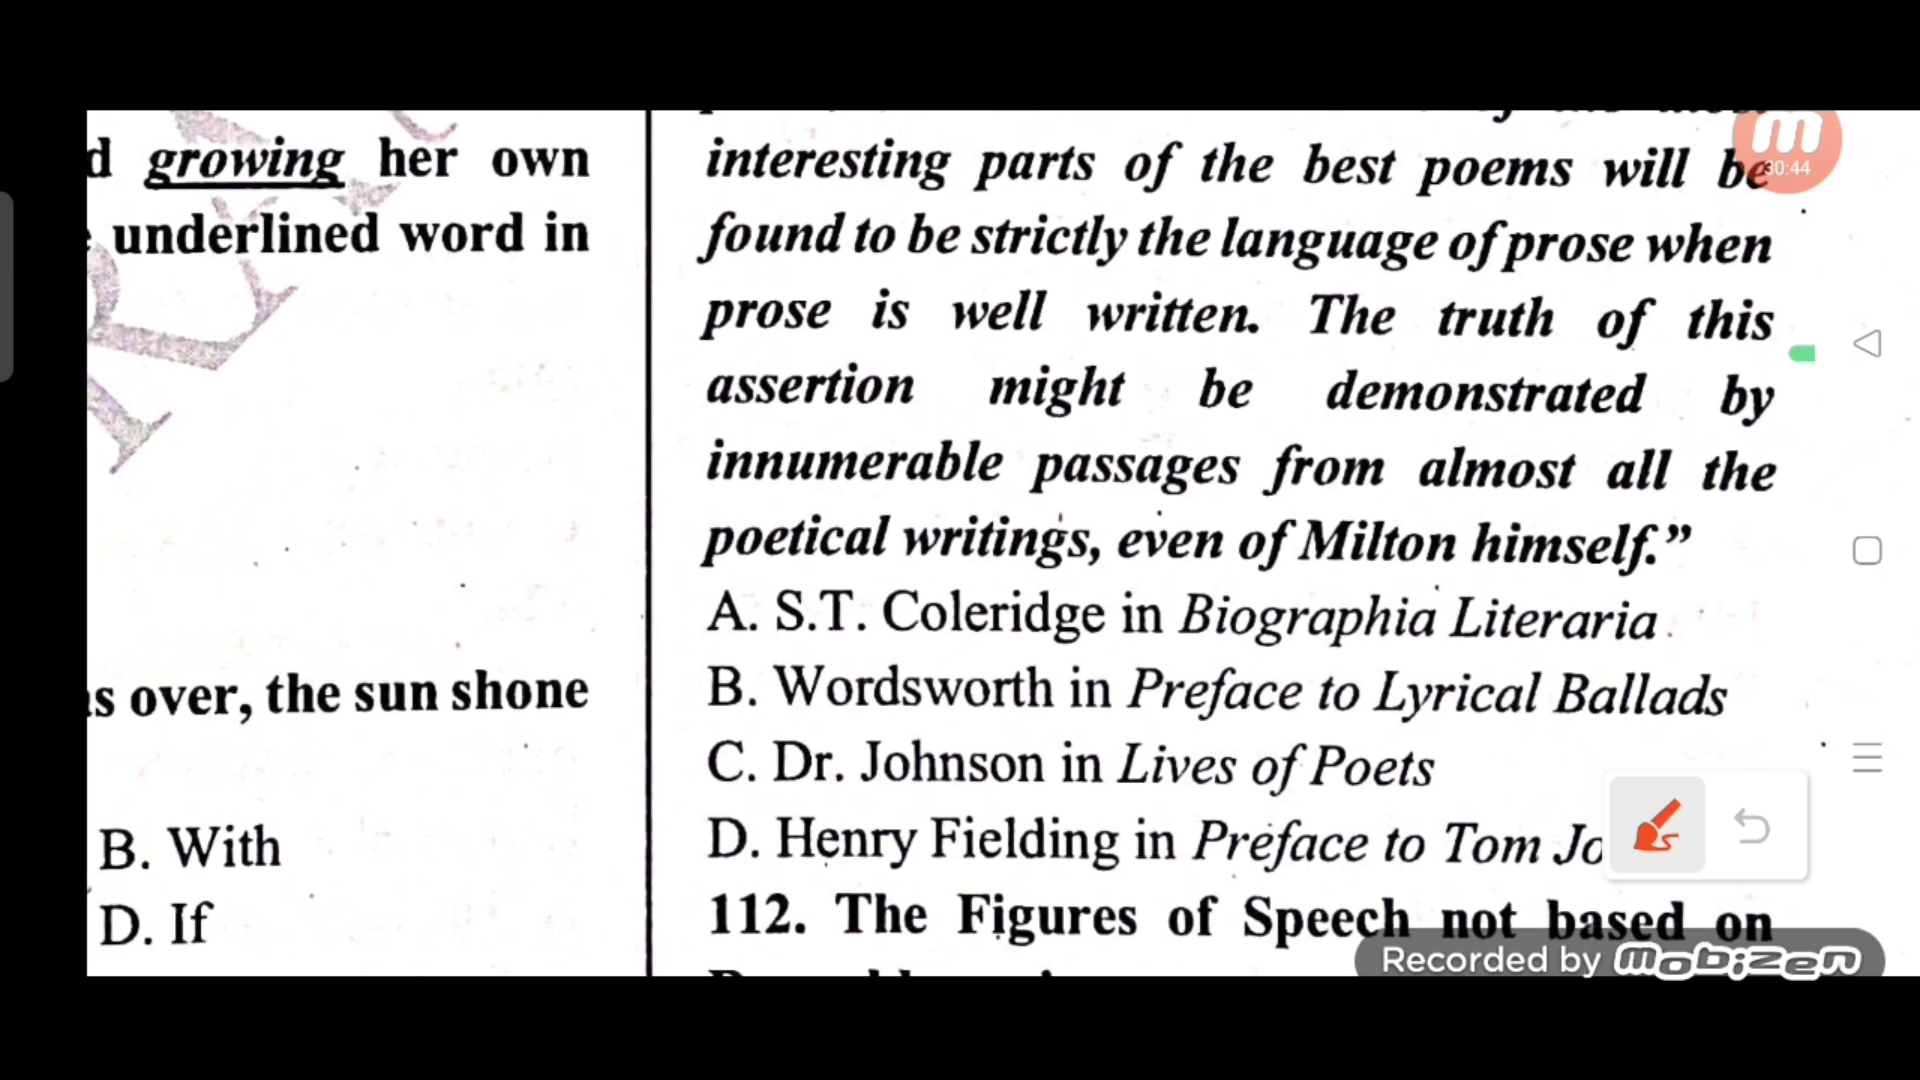 d growing her own
underlined word in
s over, the sun shone
B. With
D. If
interesting parts of the best poems will be
found to be strictly the language of prose when
prose is well written. The truth of this
assertion might be demonstrated by
innumerable passages from almost all the
poetical writings, even of Milton himself.”
A. S.T. Coleridge in Biographia Literaria
B. Wordsworth in Preface to Lyrical Ballads
C. Dr. Johnson in Lives of Poets
D. Henry Fielding in Preface to Tom Jo
112. The Figures of Speech not based on
30:44
Recorded by mobizen